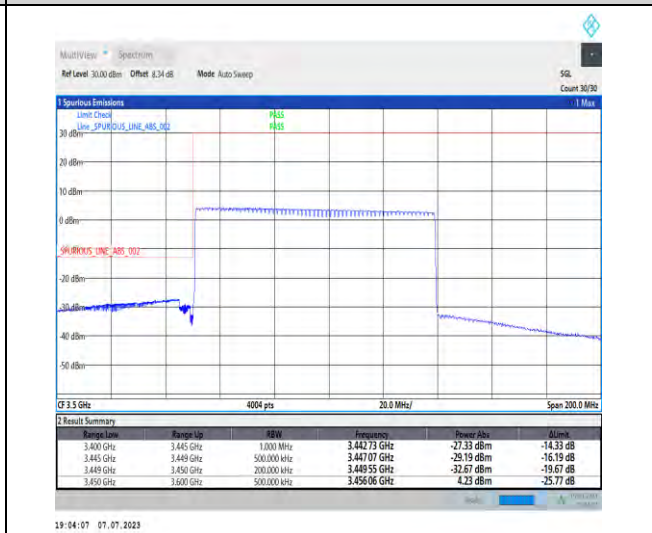 MultiView Spectrum
Ref Level 30.00 dBm Offset 8.34 dB Mode Auto Sweep SGL
Count 30/30
1 Spurious Emissions 1 Max
Limit Check PASS
Line _SPURIOUS_LINE_ABS_002 PASS
30 dBm
20 dBm
10 dBm
0 dBm
_SPURIOUS_LINE_ABS_002
-20 dBm
-30 dBm
-40 dBm
-50 dBm
CF 3.5 GHz 4004 pts 20.0 MHz/ Span 200.0 MHz
2 Result Summary
Range Low Range Up RBW Frequency Power Abs ΔLimit
3.400 GHz 3.445 GHz 1.000 MHz 3.44273 GHz -27.33 dBm -14.33 dB
3.445 GHz 3.449 GHz 500.000 kHz 3.44707 GHz -29.19 dBm -16.19 dB
3.449 GHz 3.450 GHz 200.000 kHz 3.44955 GHz -32.67 dBm -19.67 dB
3.450 GHz 3.600 GHz 500.000 kHz 3.45606 GHz 4.23 dBm -25.77 dB
19:04:07 07.07.2023